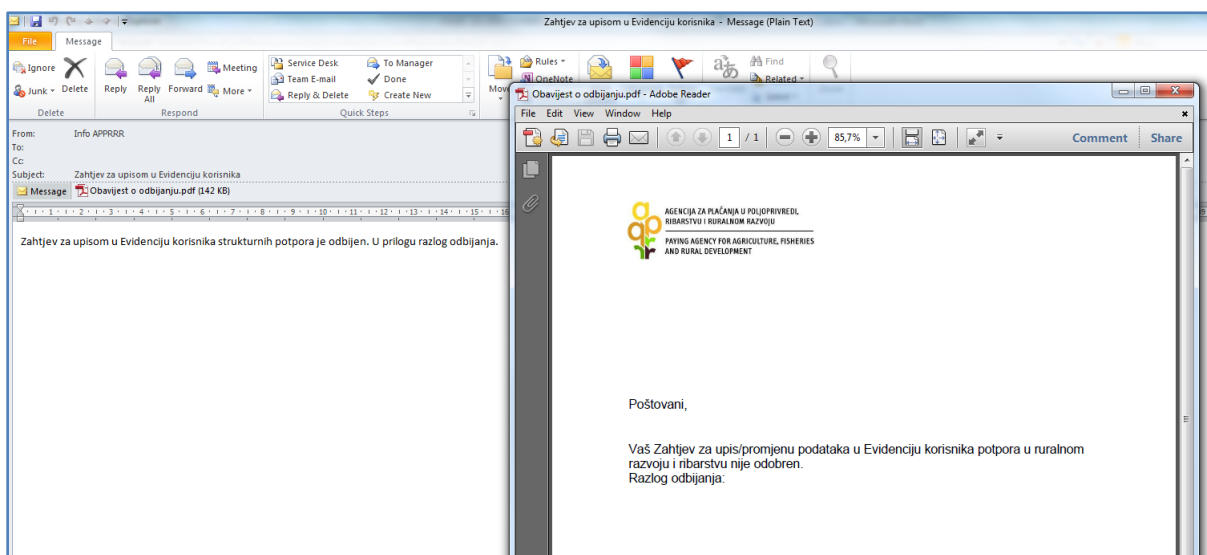 Zahtjev za upisom u Evidenciju korisnika - Message (Plain Text)
File Message
Ignore
Junk
Delete
Reply
Reply All
Forward
Meeting
More
Service Desk
Team E-mail
Reply & Delete
To Manager
Done
Create New
Rules
OneNote
Find
Related
Delete
Respond
Quick Steps
From: Info APPRRR
To:
Cc:
Subject: Zahtjev za upisom u Evidenciju korisnika
Message Obavijest o odbijanju.pdf (142 KB)
Zahtjev za upisom u Evidenciju korisnika strukturnih potpora je odbijen. U prilogu razlog odbijanja.
Obavijest o odbijanju.pdf - Adobe Reader
File Edit View Window Help
1 / 1 85,7% Comment Share
AGENCIJA ZA PLAĆANJA U POLJOPRIVREDI,
RIBARSTVU I RURALNOM RAZVOJU
PAYING AGENCY FOR AGRICULTURE, FISHERIES
AND RURAL DEVELOPMENT
Poštovani,
Vaš Zahtjev za upis/promjenu podataka u Evidenciju korisnika potpora u ruralnom
razvoju i ribarstvu nije odobren.
Razlog odbijanja: